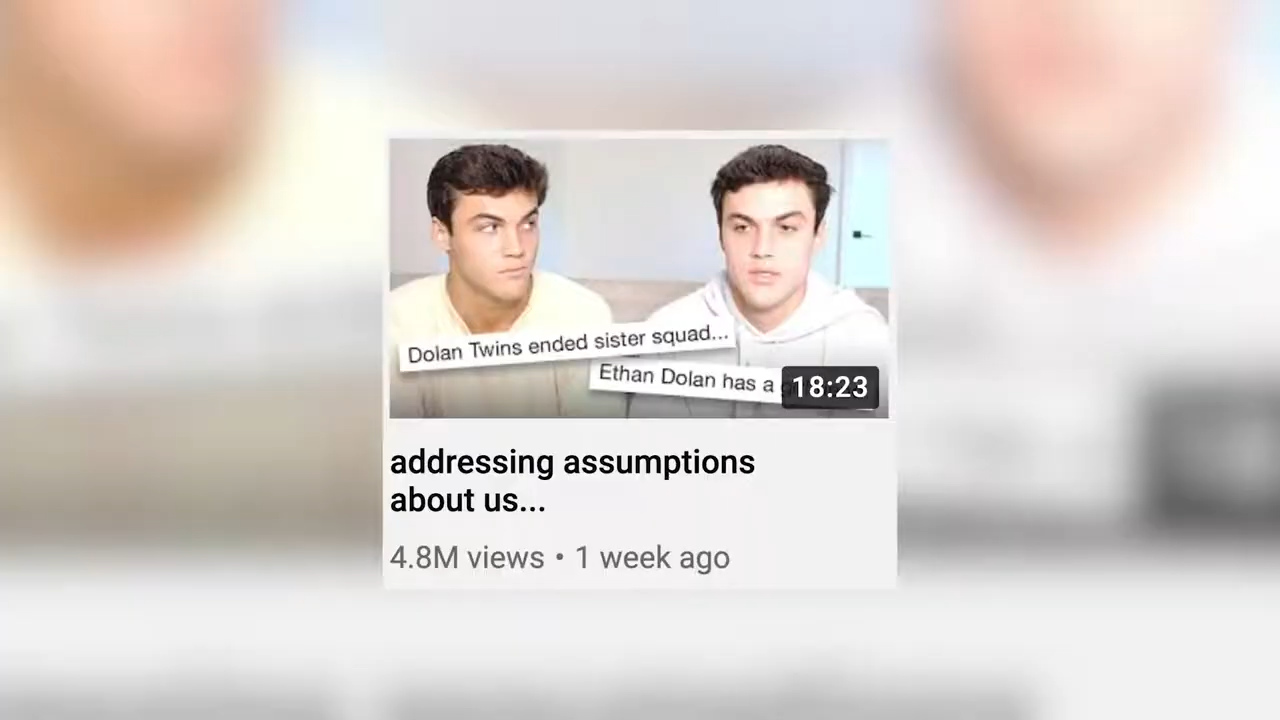 Dolan Twins ended sister squad...
Ethan Dolan has a
18:23
addressing assumptions
about us...
4.8M views • 1 week ago